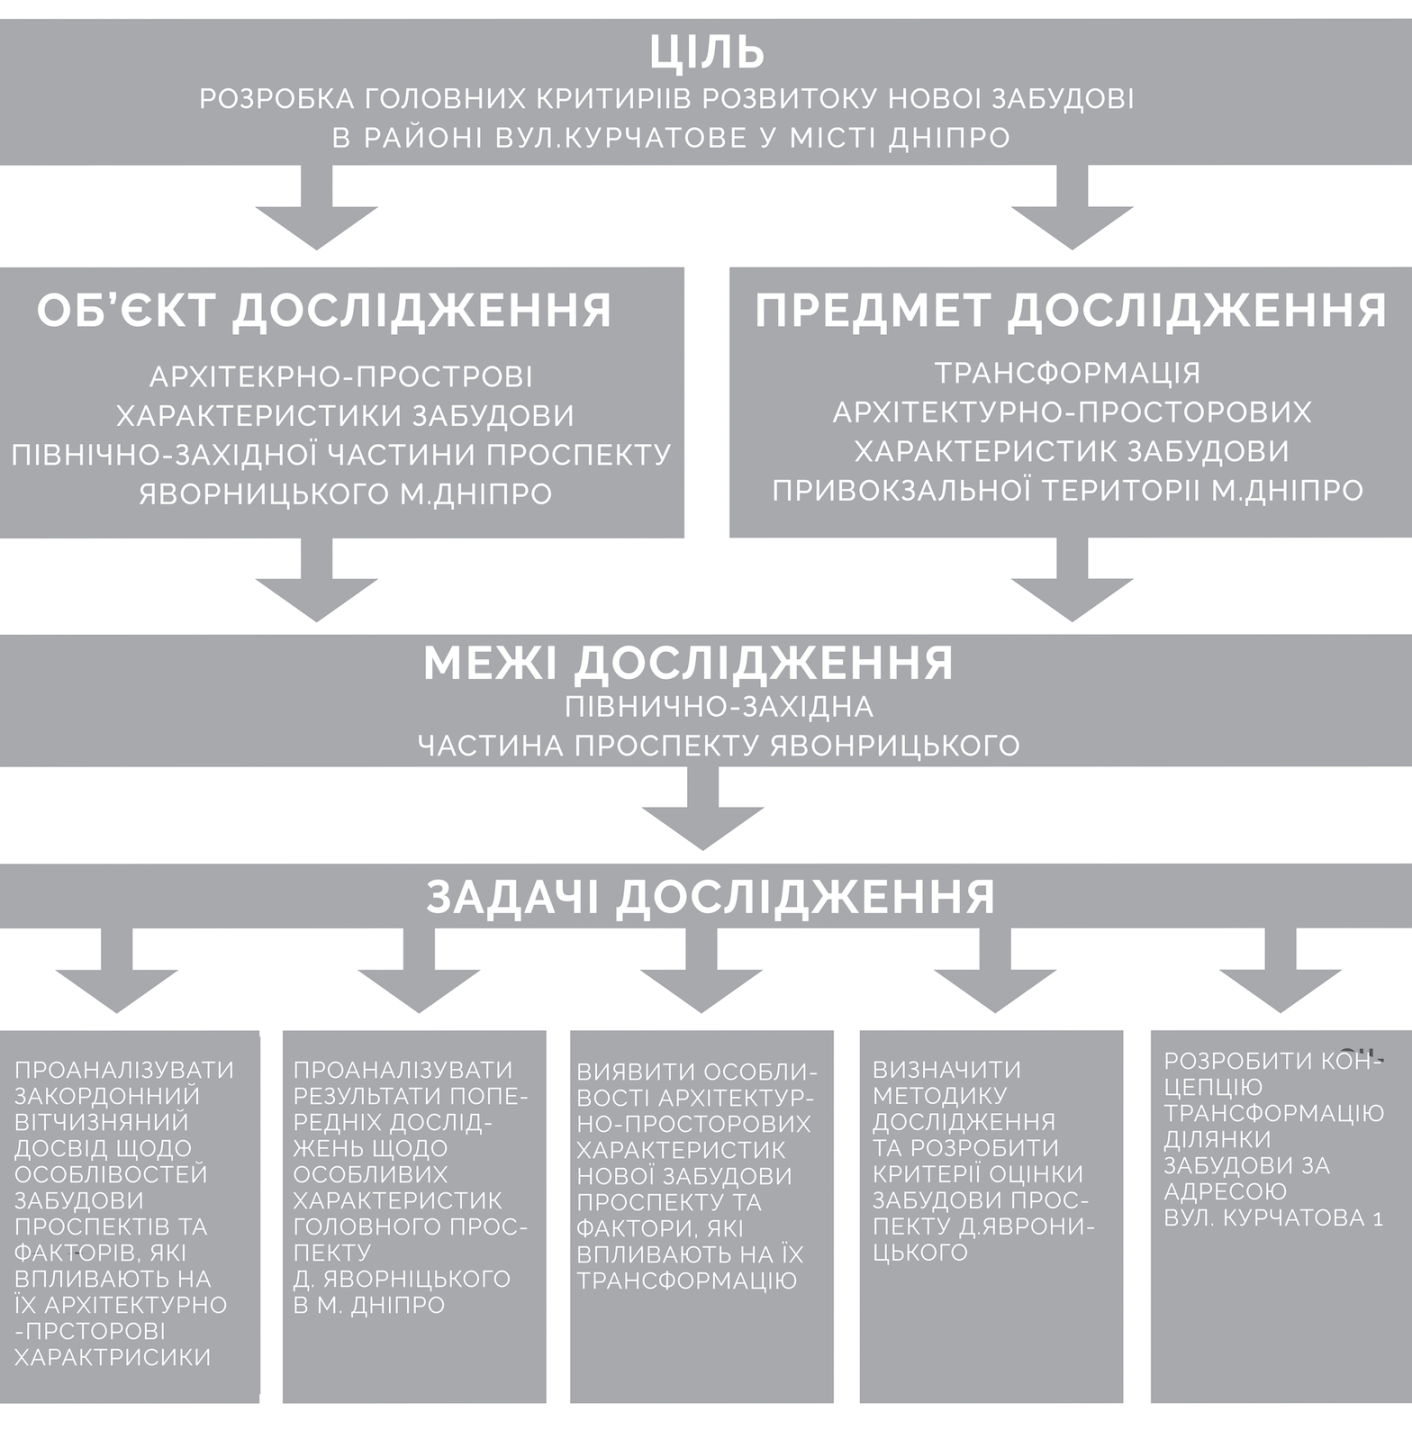 ЦІЛЬ
РОЗРОБКА ГОЛОВНИХ КРИТИРІІВ РОЗВИТОКУ НОВОІ ЗАБУДОВІ
В РАЙОНІ ВУЛ.КУРЧАТОВЕ У МІСТІ ДНІПРО
ОБ’ЄКТ ДОСЛІДЖЕННЯ
АРХІТЕКРНО-ПРОСТРОВІ
ХАРАКТЕРИСТИКИ ЗАБУДОВИ
ПІВНІЧНО-ЗАХІДНОЇ ЧАСТИНИ ПРОСПЕКТУ
ЯВОРНИЦЬКОГО М.ДНІПРО
ПРЕДМЕТ ДОСЛІДЖЕННЯ
ТРАНСФОРМАЦІЯ
АРХІТЕКТУРНО-ПРОСТОРОВИХ
ХАРАКТЕРИСТИК ЗАБУДОВИ
ПРИВОКЗАЛЬНОЇ ТЕРИТОРІІ М.ДНІПРО
МЕЖІ ДОСЛІДЖЕННЯ
ПІВНИЧНО-ЗАХІДНА
ЧАСТИНА ПРОСПЕКТУ ЯВОНРИЦЬКОГО
ЗАДАЧІ ДОСЛІДЖЕННЯ
ПРОАНАЛІЗУВАТИ
ЗАКОРДОННИЙ
ВІТЧИЗНЯНИЙ
ДОСВІД ЩОДО
ОСОБЛІВОСТЕЙ
ЗАБУДОВИ
ПРОСПЕКТІВ ТА
ФАКТОРІВ, ЯКІ
ВПЛИВАЮТЬ НА
ЇХ АРХІТЕКТУРНО
-ПРСТОРОВІ
ХАРАКТРИСИКИ
ПРОАНАЛІЗУВАТИ
РЕЗУЛЬТАТИ ПОПЕ-
РЕДНІХ ДОСЛІД-
ЖЕНЬ ЩОДО
ОСОБЛИВИХ
ХАРАКТЕРИСТИК
ГОЛОВНОГО ПРОС-
ПЕКТУ
Д. ЯВОРНІЦЬКОГО
В М. ДНІПРО
ВИЯВИТИ ОСОБЛИ-
ВОСТІ АРХІТЕКТУР-
НО-ПРОСТОРОВИХ
ХАРАКТЕРИСТИК
НОВОЇ ЗАБУДОВИ
ПРОСПЕКТУ ТА
ФАКТОРИ, ЯКІ
ВПЛИВАЮТЬ НА ЇХ
ТРАНСФОРМАЦІЮ
ВИЗНАЧИТИ
МЕТОДИКУ
ДОСЛІДЖЕННЯ
ТА РОЗРОБИТИ
КРИТЕРІЇ ОЦІНКИ
ЗАБУДОВИ ПРОС-
ПЕКТУ Д.ЯВРОНИ-
ЦЬКОГО
РОЗРОБИТИ КОН-
ЦЕПЦІЮ
ТРАНСФОРМАЦІЮ
ДІЛЯНКИ
ЗАБУДОВИ ЗА
АДРЕСОЮ
ВУЛ. КУРЧАТОВА 1